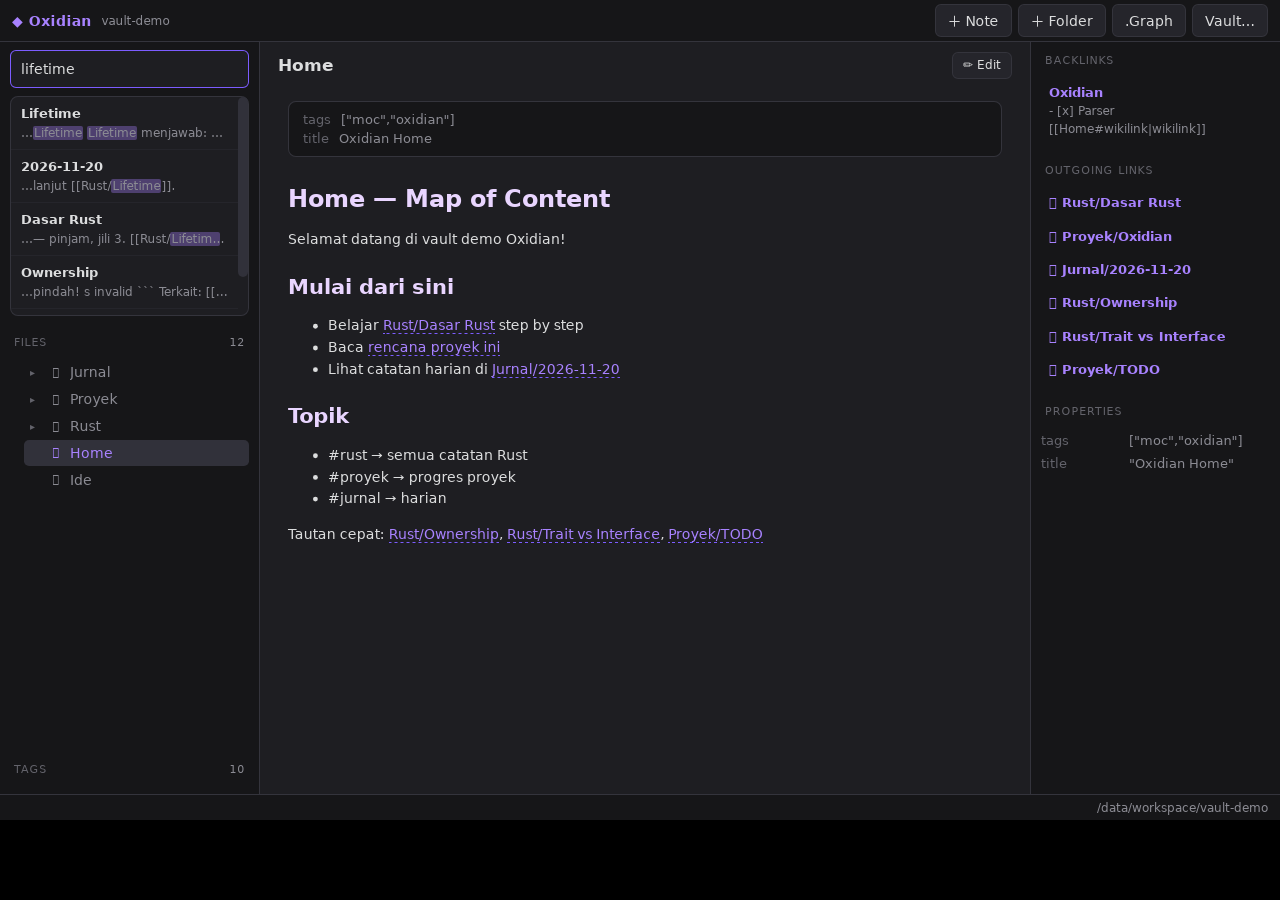 ◆ Oxidian vault-demo
+ Note + Folder .Graph Vault…
lifetime
Lifetime
…Lifetime Lifetime menjawab: …
2026-11-20
…lanjut [[Rust/Lifetime]].
Dasar Rust
…— pinjam, jili 3. [[Rust/Lifetim…
Ownership
…pindah! s invalid ``` Terkait: [[…
FILES 12
▸ Jurnal
▸ Proyek
▸ Rust
Home
Ide
TAGS 10
Home ✏ Edit
tags ["moc","oxidian"]
title Oxidian Home
Home — Map of Content
Selamat datang di vault demo Oxidian!
Mulai dari sini
• Belajar Rust/Dasar Rust step by step
• Baca rencana proyek ini
• Lihat catatan harian di Jurnal/2026-11-20
Topik
• #rust → semua catatan Rust
• #proyek → progres proyek
• #jurnal → harian
Tautan cepat: Rust/Ownership, Rust/Trait vs Interface, Proyek/TODO
BACKLINKS
Oxidian
- [x] Parser
[[Home#wikilink|wikilink]]
OUTGOING LINKS
Rust/Dasar Rust
Proyek/Oxidian
Jurnal/2026-11-20
Rust/Ownership
Rust/Trait vs Interface
Proyek/TODO
PROPERTIES
tags ["moc","oxidian"]
title "Oxidian Home"
/data/workspace/vault-demo